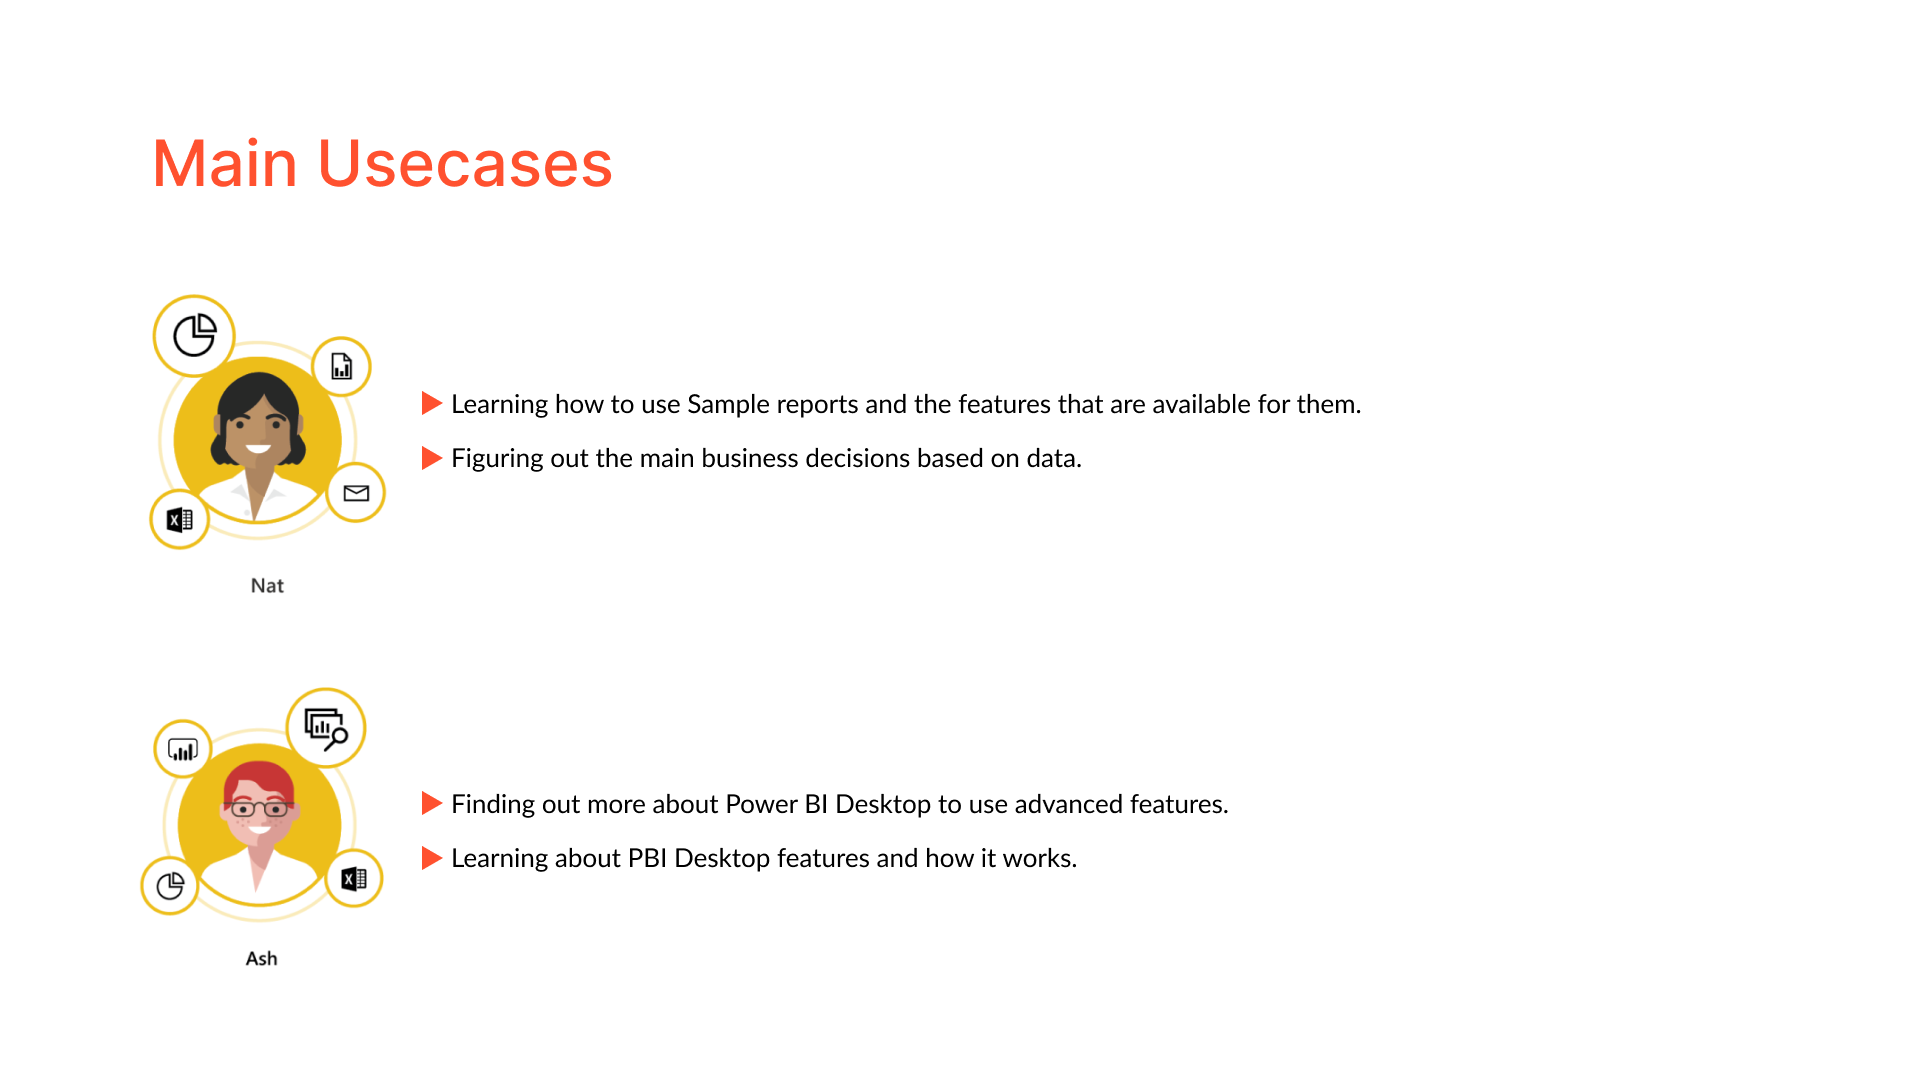 Main Usecases
Learning how to use Sample reports and the features that are available for them.
Figuring out the main business decisions based on data.
X
Nat
Finding out more about Power BI Desktop to use advanced features.
Learning about PBI Desktop features and how it works.
X
Ash